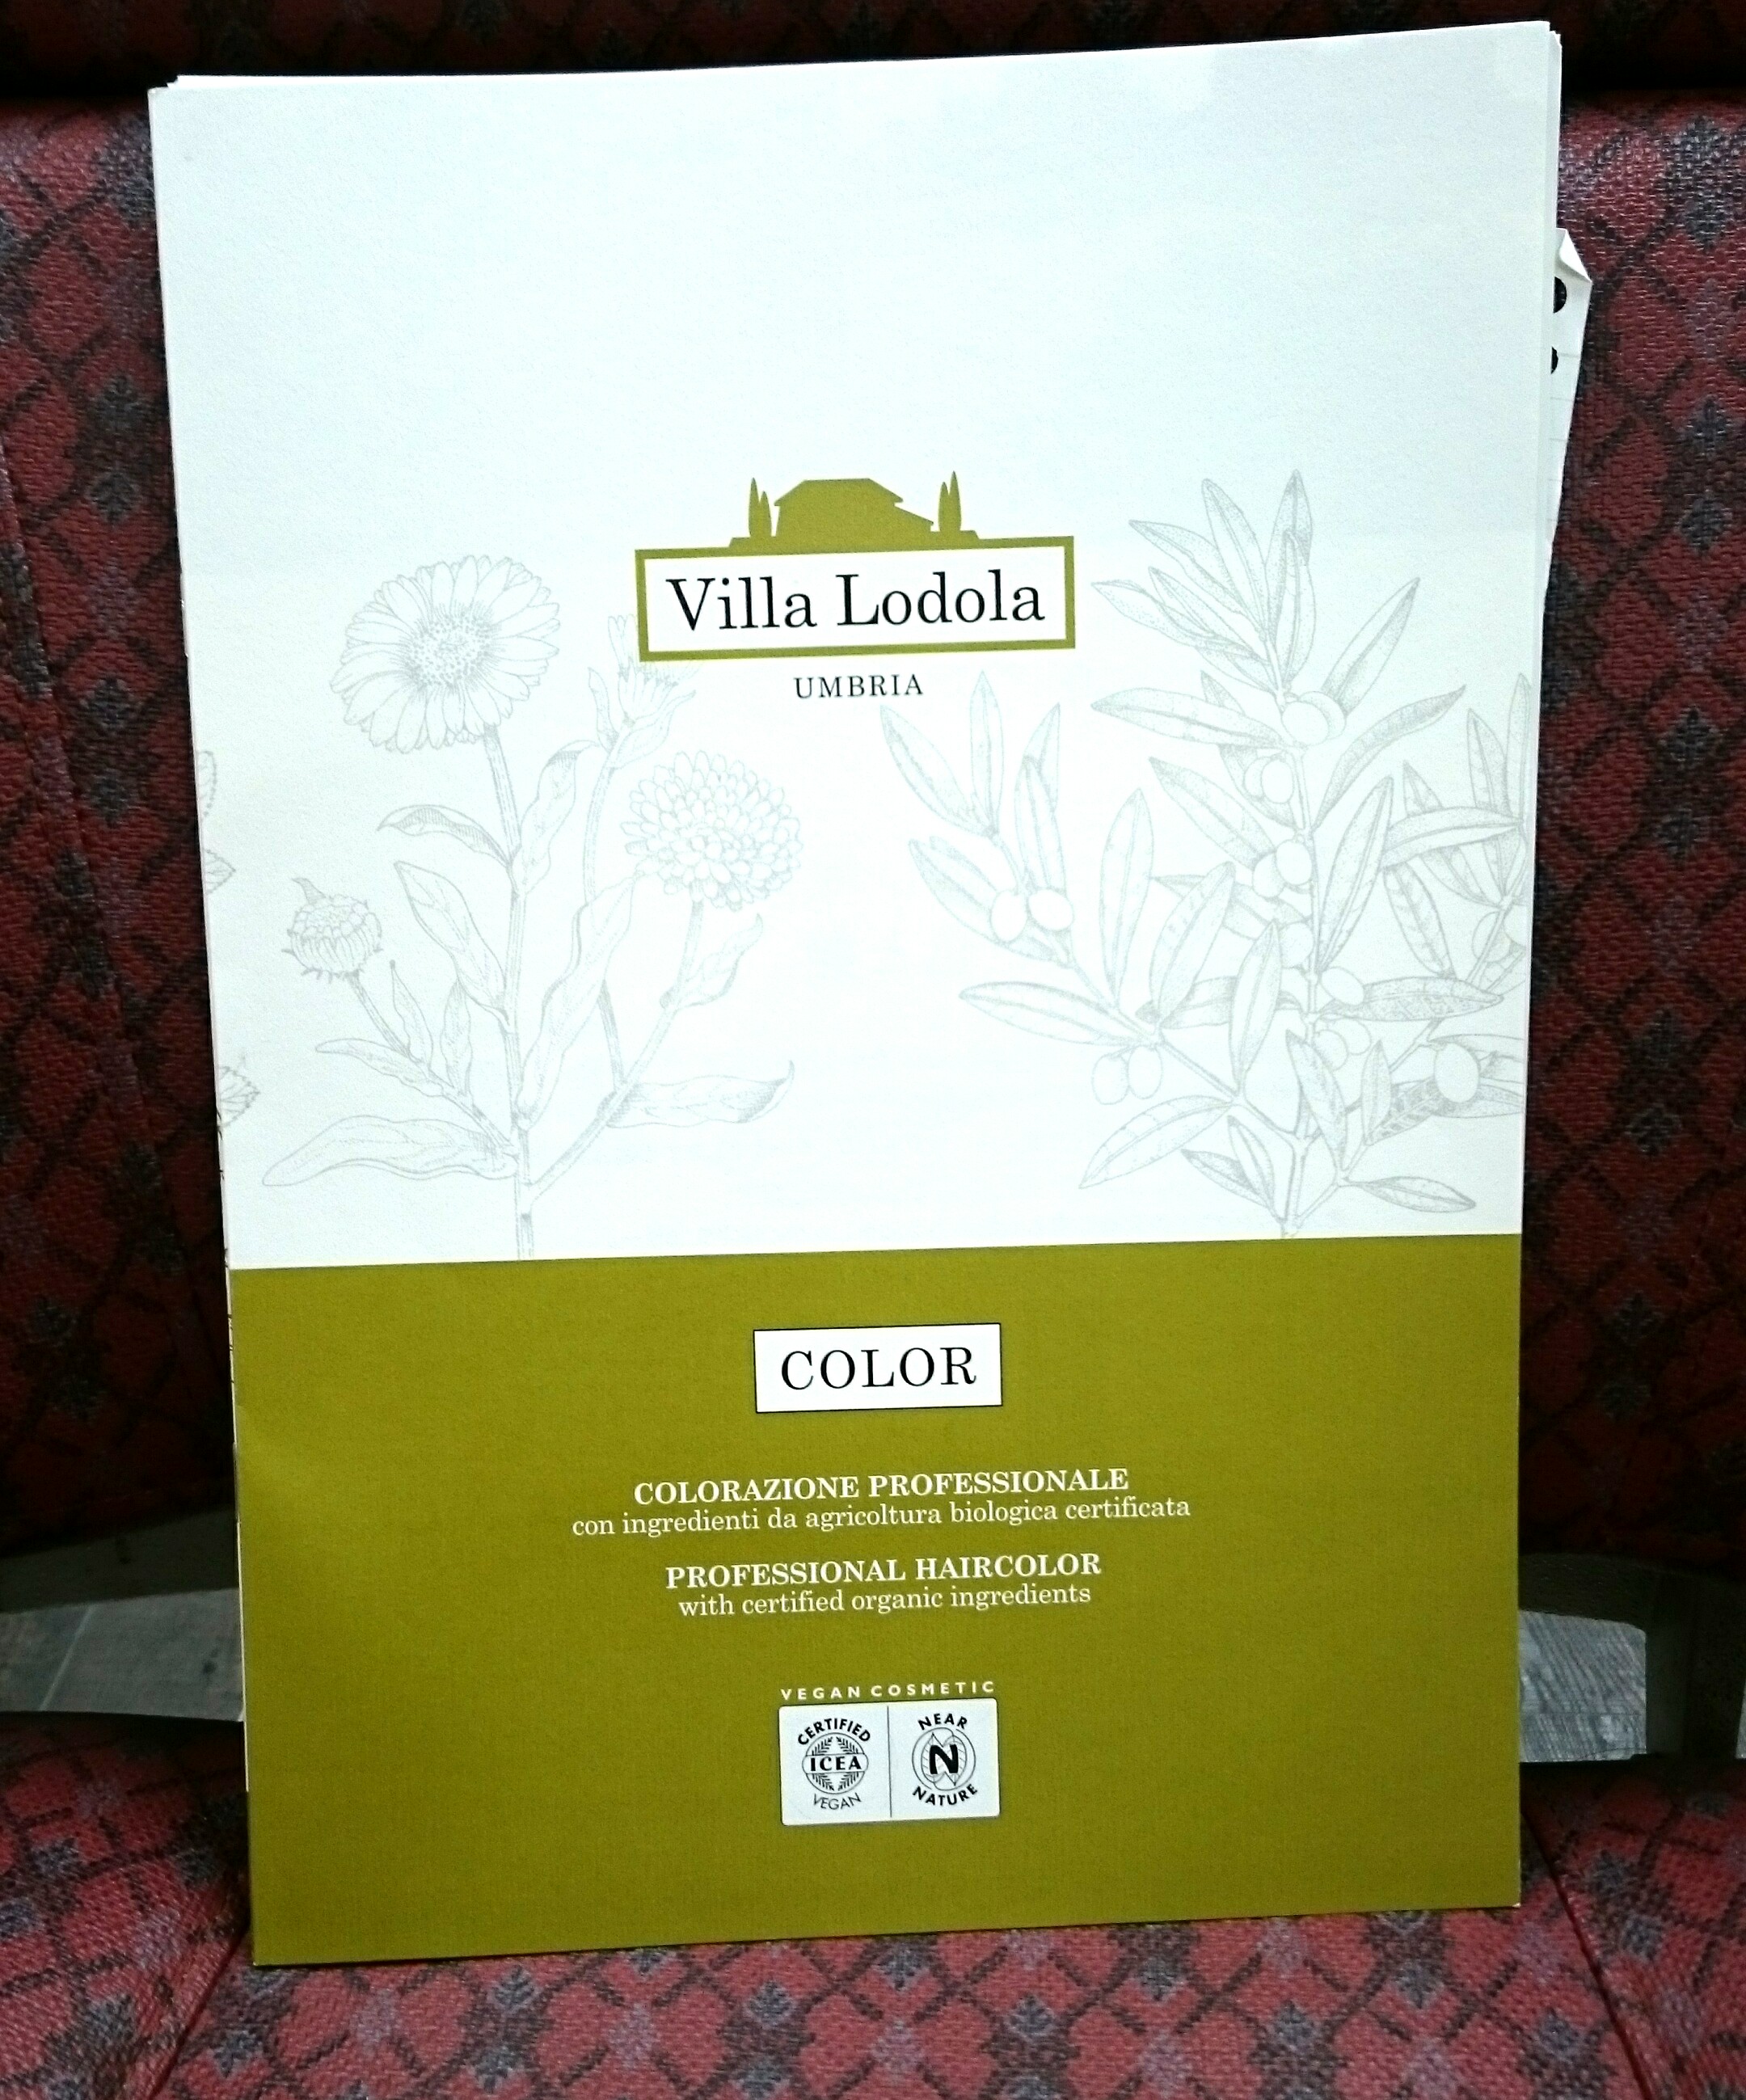 Villa Lodola
UMBRIA
COLOR
COLORAZIONE PROFESSIONALE
con ingredienti da agricoltura biologica certificata
PROFESSIONAL HAIRCOLOR
with certified organic ingredients
VEGAN COSMETIC
CERTIFIED
ICEA
VEGAN
NEAR
N
NATURE